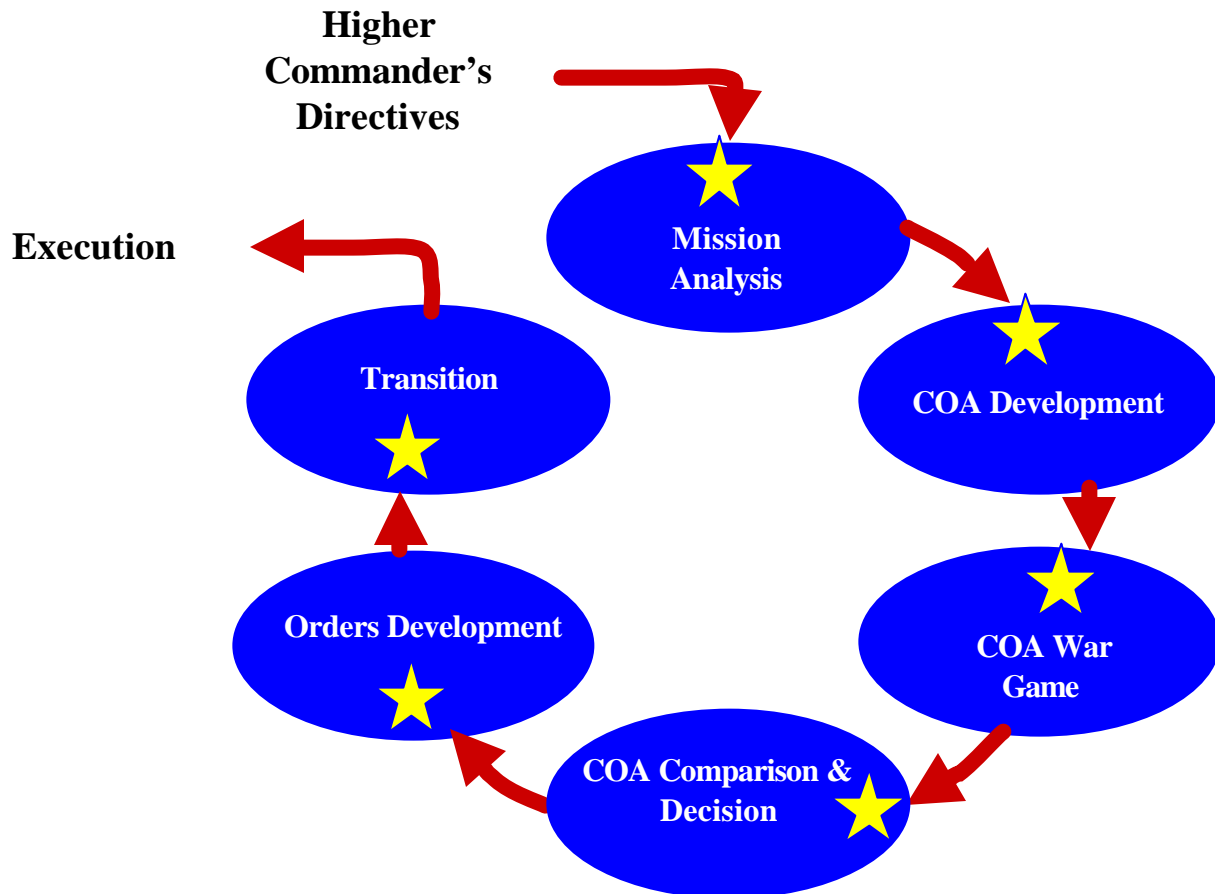 Higher
Commander’s
Directives
Mission
Analysis
COA Development
COA War
Game
COA Comparison &
Decision
Orders Development
Transition
Execution